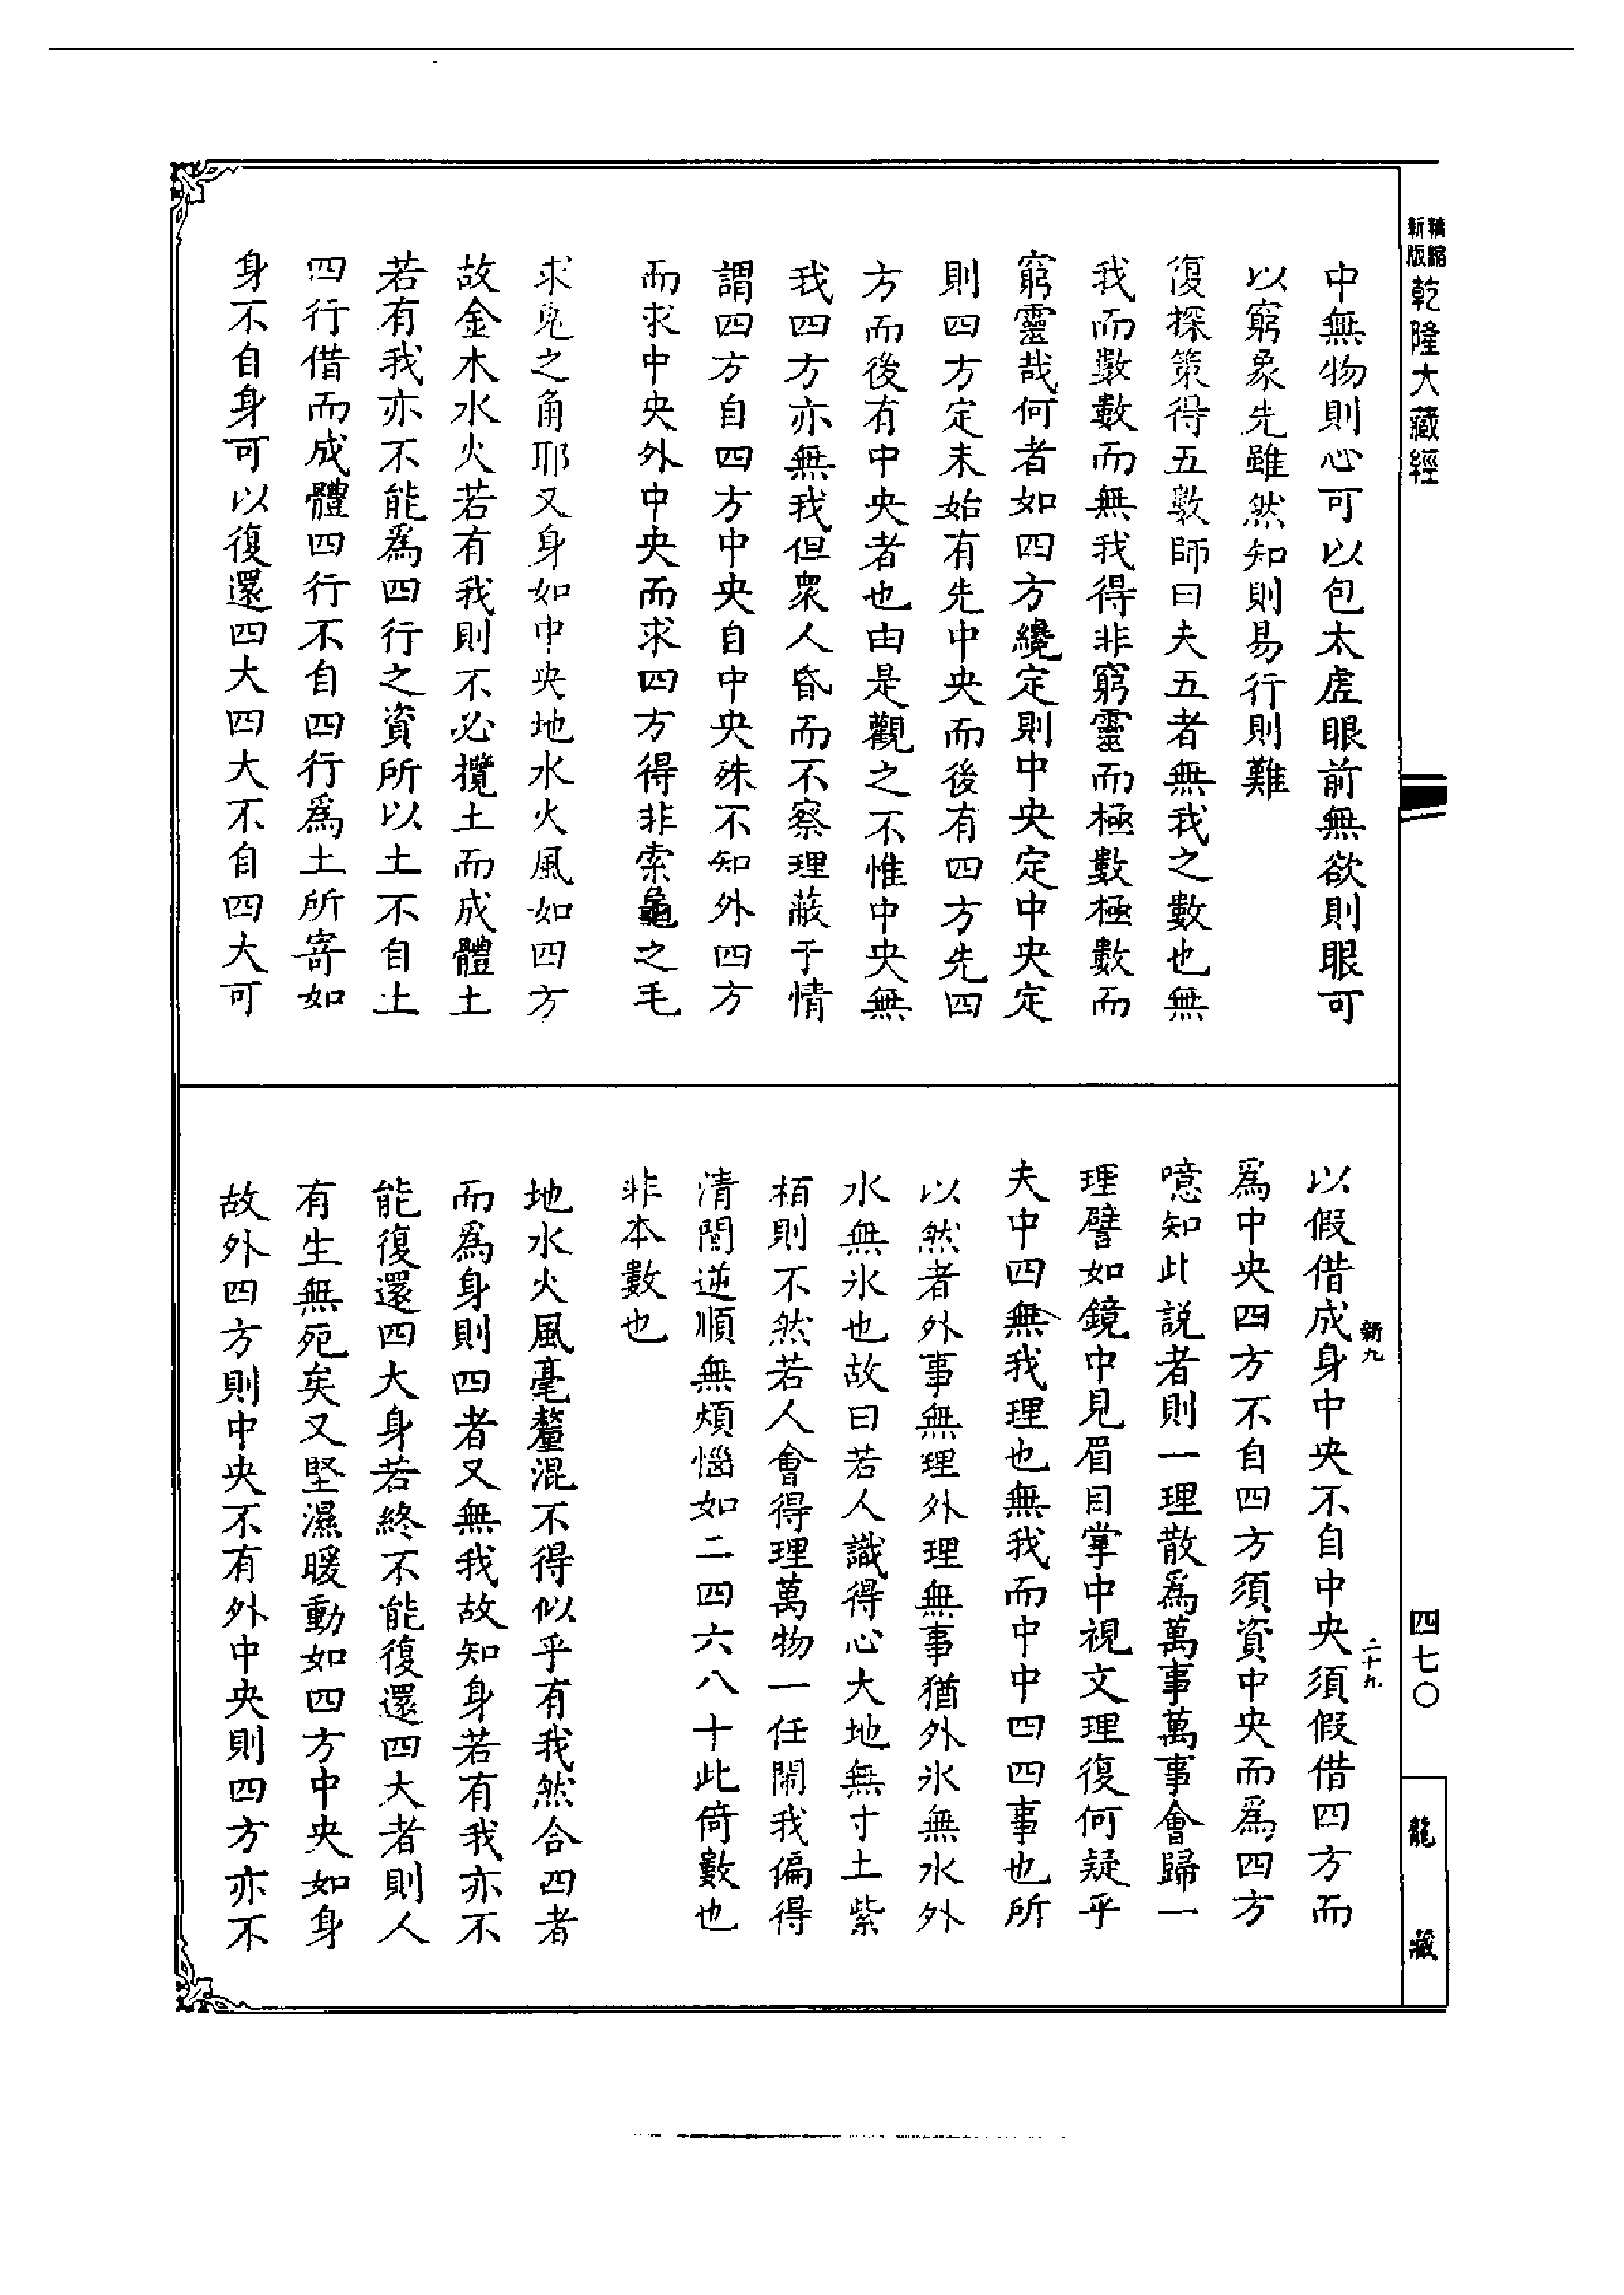 新版精縮乾隆大藏經
四七〇
龍藏
中無物則心可以包太虛眼前無欲則眼可
以窮象先雖然知則易行則難
復探策得五數師曰夫五者無我之數也無
我而數數而無我得非窮靈而極數極數而
窮靈哉何者如四方纔定則中央定中央定
則四方定未始有先中央而後有四方先四
方而後有中央者也由是觀之不惟中央無
我四方亦無我但眾人昏而不察理蔽于情
謂四方自四方中央自中央殊不知外四方
而求中央外中央而求四方得非索龜之毛
求兎之角耶又身如中央地水火風如四方
故金木水火若有我則不必攬土而成體土
若有我亦不能爲四行之資所以土不自土
四行借而成體四行不自四行爲土所寄如
身不自身可以復還四大四大不自四大可
以假借成身中央不自中央須假借四方而
爲中央四方不自四方須資中央而爲四方
噫知此説者則一理散爲萬事萬事會歸一
理譬如鏡中見眉目掌中視文理復何疑乎
夫中四無我理也無我而中中四四事也所
以然者外事無理外理無事猶外氷無水外
水無氷也故曰若人識得心大地無寸土紫
栢則不然若人會得理萬物一任閙我偏得
清閒逆順無煩惱如二四六八十此倚數也
非本數也
地水火風毫釐混不得似乎有我然合四者
而爲身則四者又無我故知身若有我亦不
能復還四大身若終不能復還四大者則人
有生無死矣又堅濕暖動如四方中央如身
故外四方則中央不有外中央則四方亦不
新九
二十九